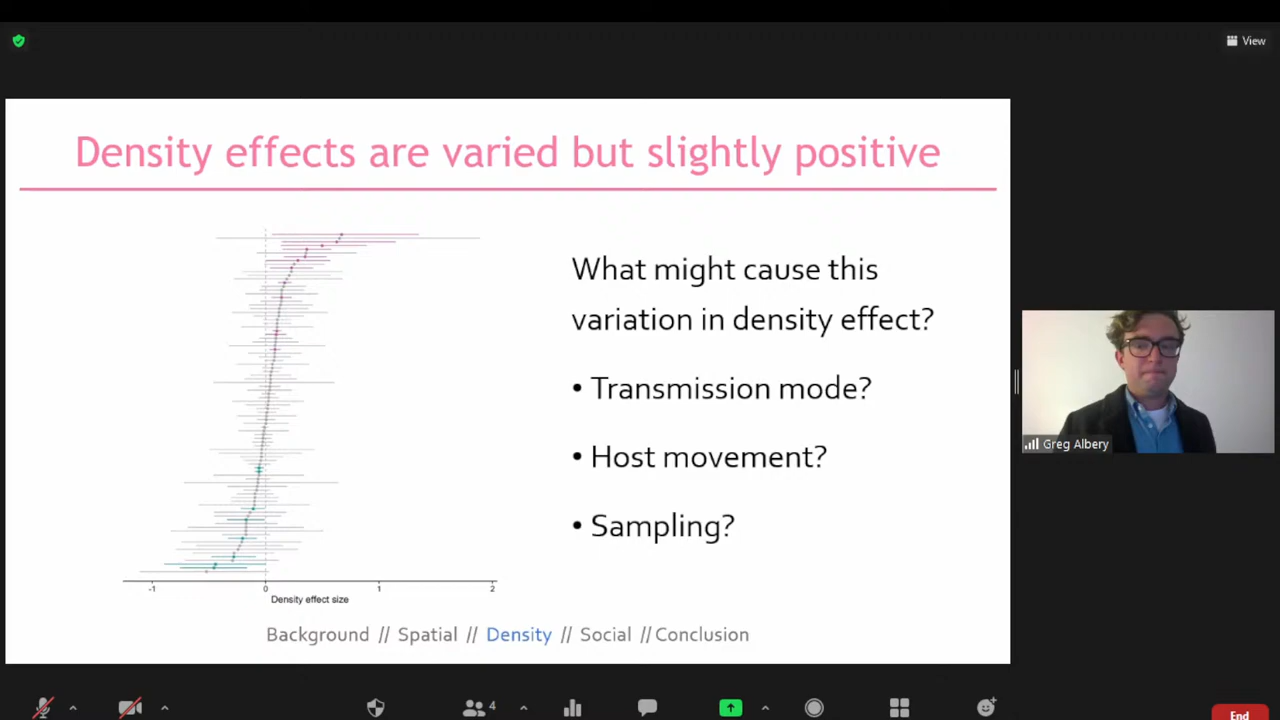 View
Density effects are varied but slightly positive
What might cause this
variation in density effect?
• Transmission mode?
• Host movement?
• Sampling?
-1 0 1 2
Density effect size
Background // Spatial // Density // Social // Conclusion
Greg Albery
4
End